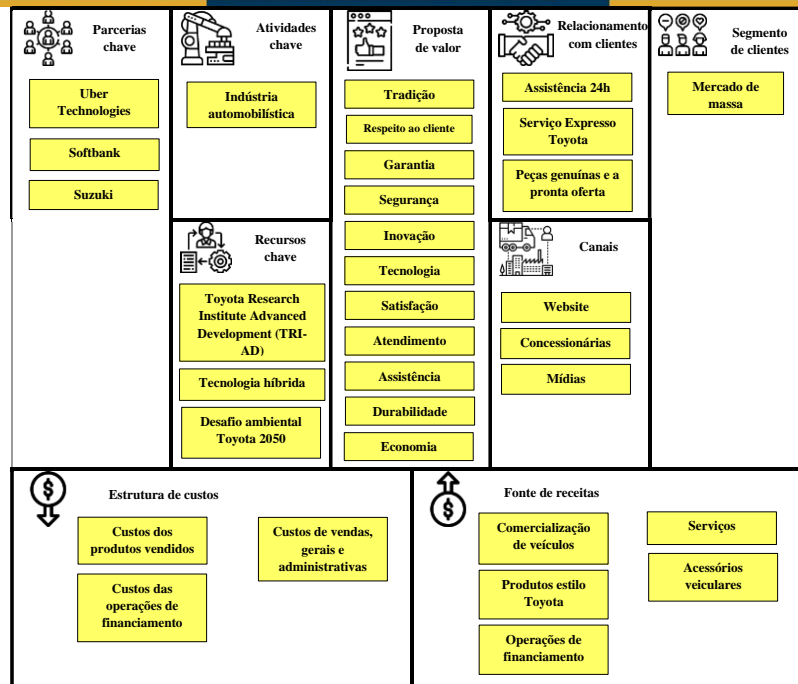 Parcerias
chave
Uber
Technologies
Softbank
Suzuki
Atividades
chave
Indústria
automobilística
Recursos
chave
Toyota Research
Institute Advanced
Development (TRI-
AD)
Tecnologia híbrida
Desafio ambiental
Toyota 2050
Proposta
de valor
Tradição
Respeito ao cliente
Garantia
Segurança
Inovação
Tecnologia
Satisfação
Atendimento
Assistência
Durabilidade
Economia
Relacionamento
com clientes
Assistência 24h
Serviço Expresso
Toyota
Peças genuínas e a
pronta oferta
Canais
Website
Concessionárias
Mídias
Segmento
de clientes
Mercado de
massa
$
Estrutura de custos
Custos dos
produtos vendidos
Custos das
operações de
financiamento
Custos de vendas,
gerais e
administrativas
$
Fonte de receitas
Comercialização
de veículos
Produtos estilo
Toyota
Operações de
financiamento
Serviços
Acessórios
veiculares